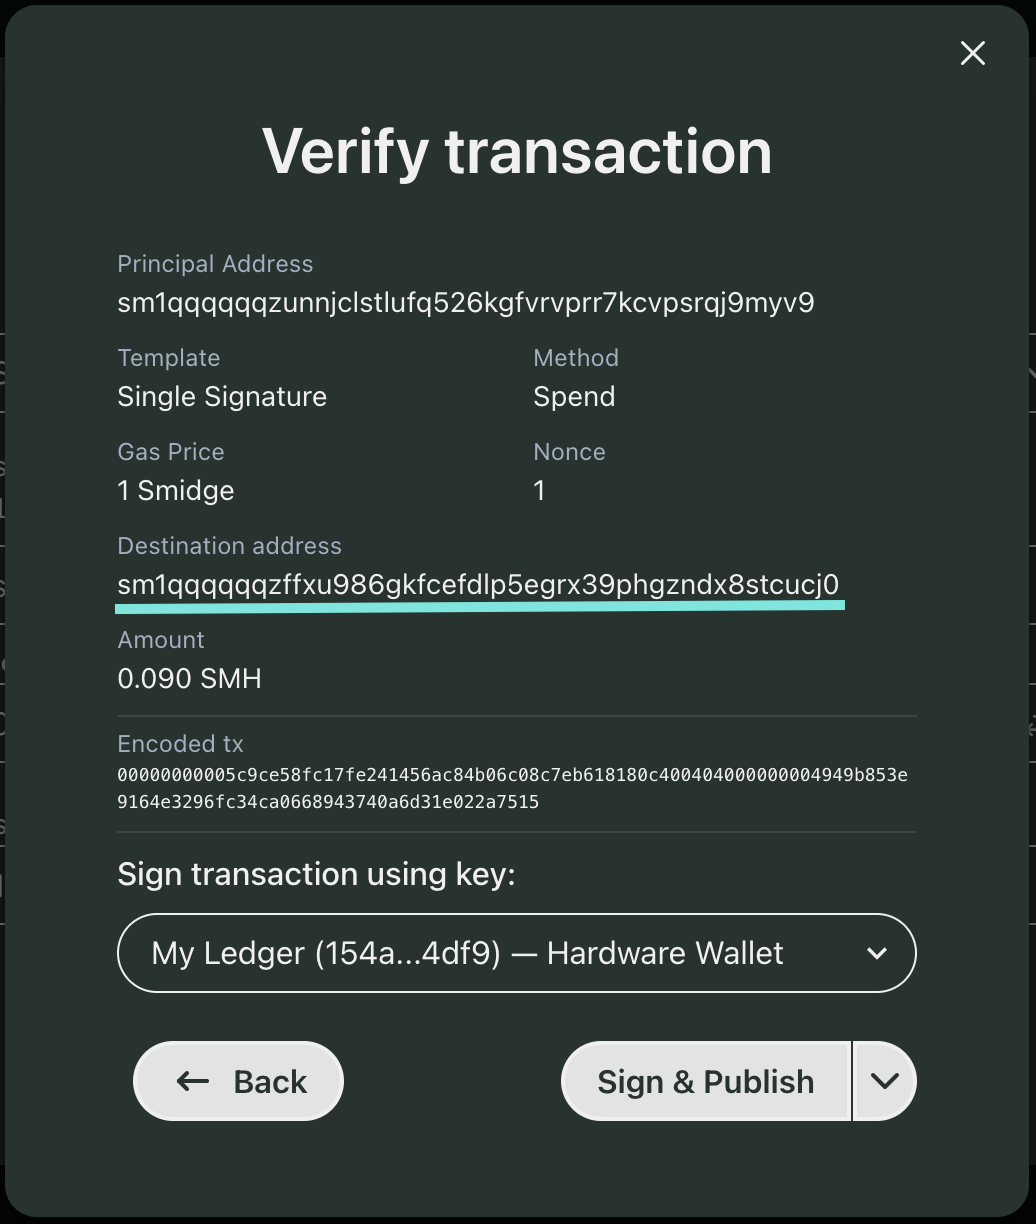 Verify transaction
Principal Address
sm1qqqqqqzunnjclstlufq526kgfvrvprr7kcvpsrqj9myv9
Template Method
Single Signature Spend
Gas Price Nonce
1 Smidge 1
Destination address
sm1qqqqqqzffxu986gkfcefdlp5egrx39phgzndx8stcucj0
Amount
0.090 SMH
Encoded tx
00000000005c9ce58fc17fe241456ac84b06c08c7eb618180c400404000000004949b853e
9164e3296fc34ca0668943740a6d31e022a7515
Sign transaction using key:
My Ledger (154a...4df9) — Hardware Wallet
Back Sign & Publish